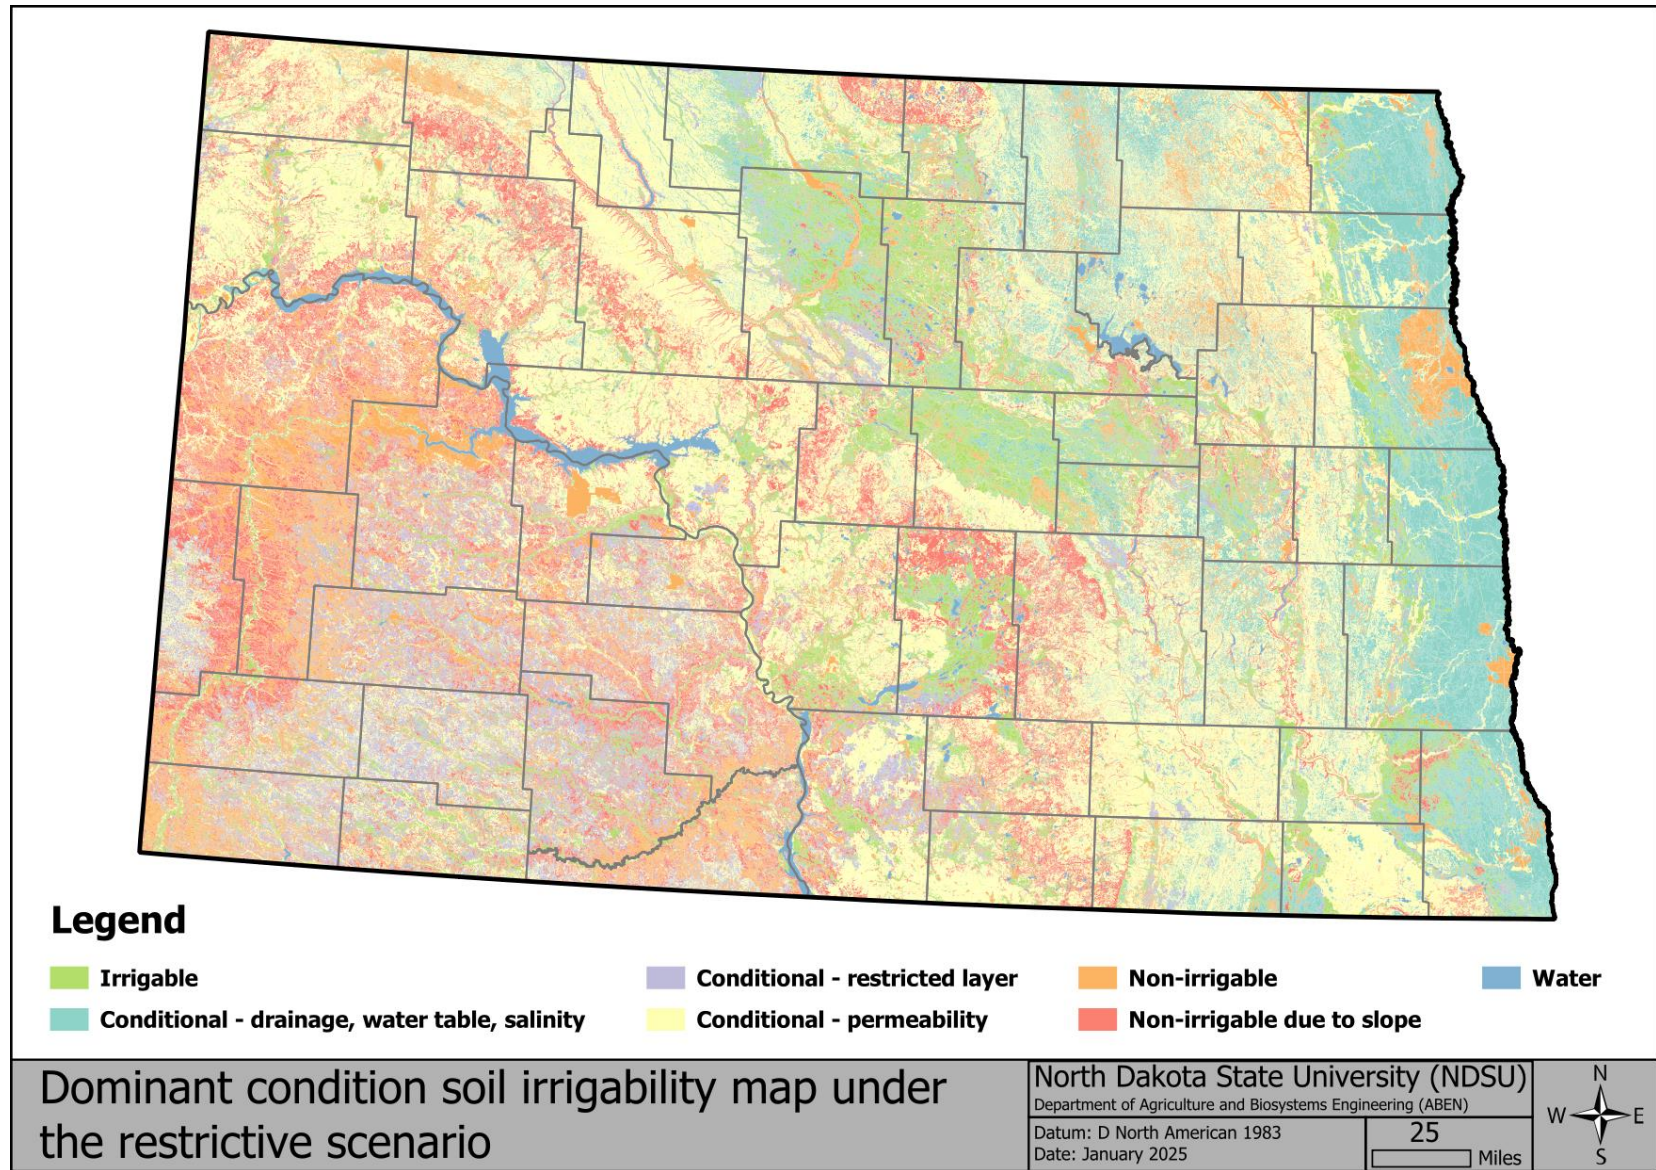 Legend
Irrigable
Conditional - drainage, water table, salinity
Conditional - restricted layer
Conditional - permeability
Non-irrigable
Non-irrigable due to slope
Water
Dominant condition soil irrigability map under
the restrictive scenario
North Dakota State University (NDSU)
Department of Agriculture and Biosystems Engineering (ABEN)
Datum: D North American 1983
Date: January 2025
25
Miles
N
W E
S